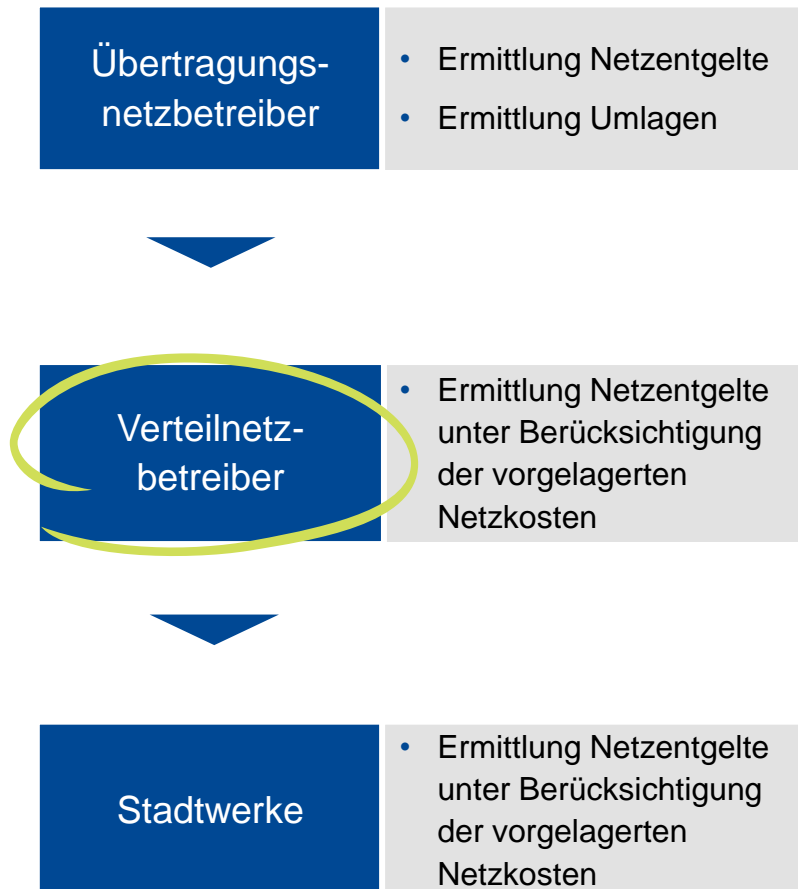 Übertragungs-
netzbetreiber
• Ermittlung Netzentgelte
• Ermittlung Umlagen
Verteilnetz-
betreiber
• Ermittlung Netzentgelte
unter Berücksichtigung
der vorgelagerten
Netzkosten
Stadtwerke
• Ermittlung Netzentgelte
unter Berücksichtigung
der vorgelagerten
Netzkosten